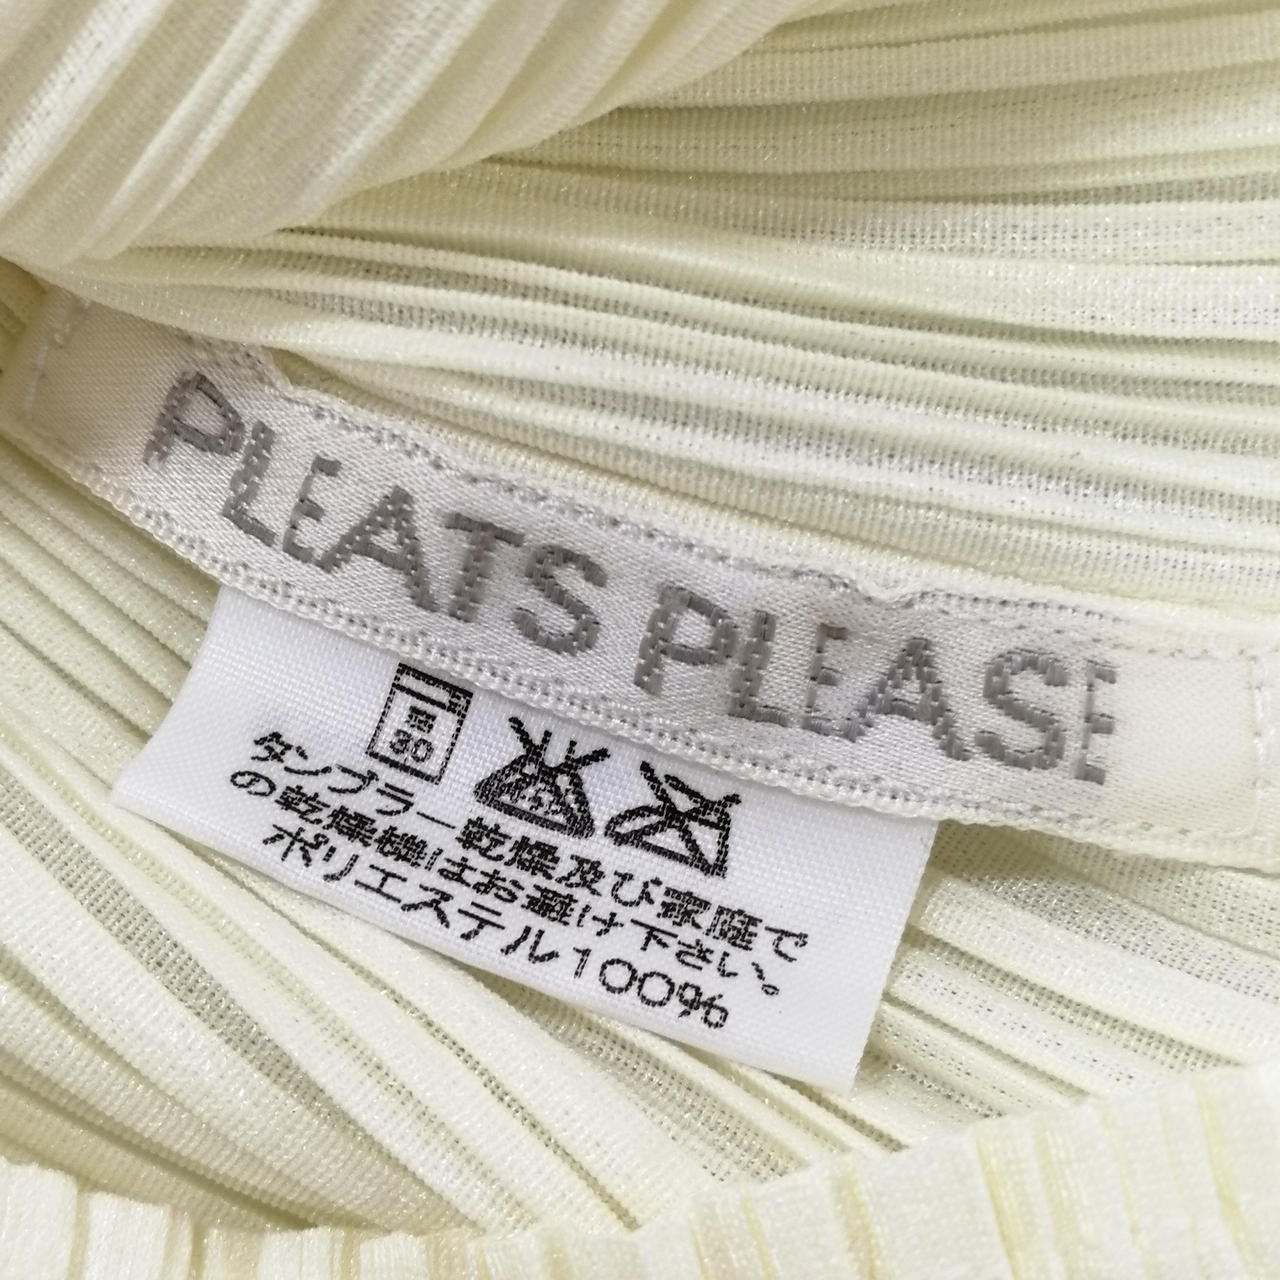 PLEATS PLEASE
弱
30
タンブラー乾燥及び家庭で
の乾燥機はお避け下さい。
ポリエステル100%